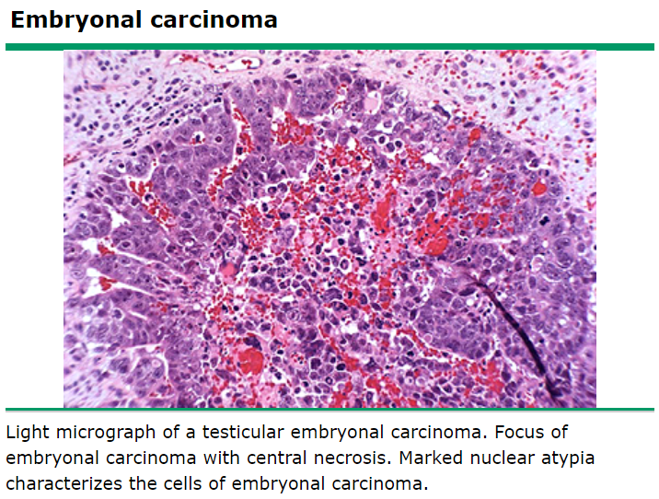 Embryonal carcinoma
Light micrograph of a testicular embryonal carcinoma. Focus of
embryonal carcinoma with central necrosis. Marked nuclear atypia
characterizes the cells of embryonal carcinoma.